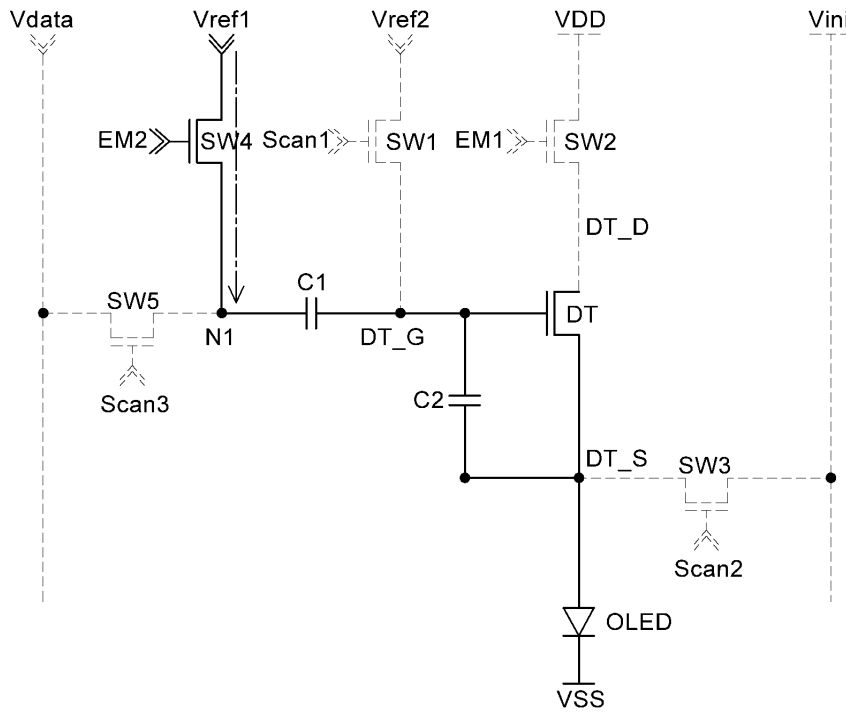 Vdata Vref1 Vref2 VDD Vini
EM2 SW4 Scan1 SW1 EM1 SW2
DT_D
SW5 C1 DT
N1 DT_G
Scan3 C2
DT_S SW3
Scan2
OLED
VSS